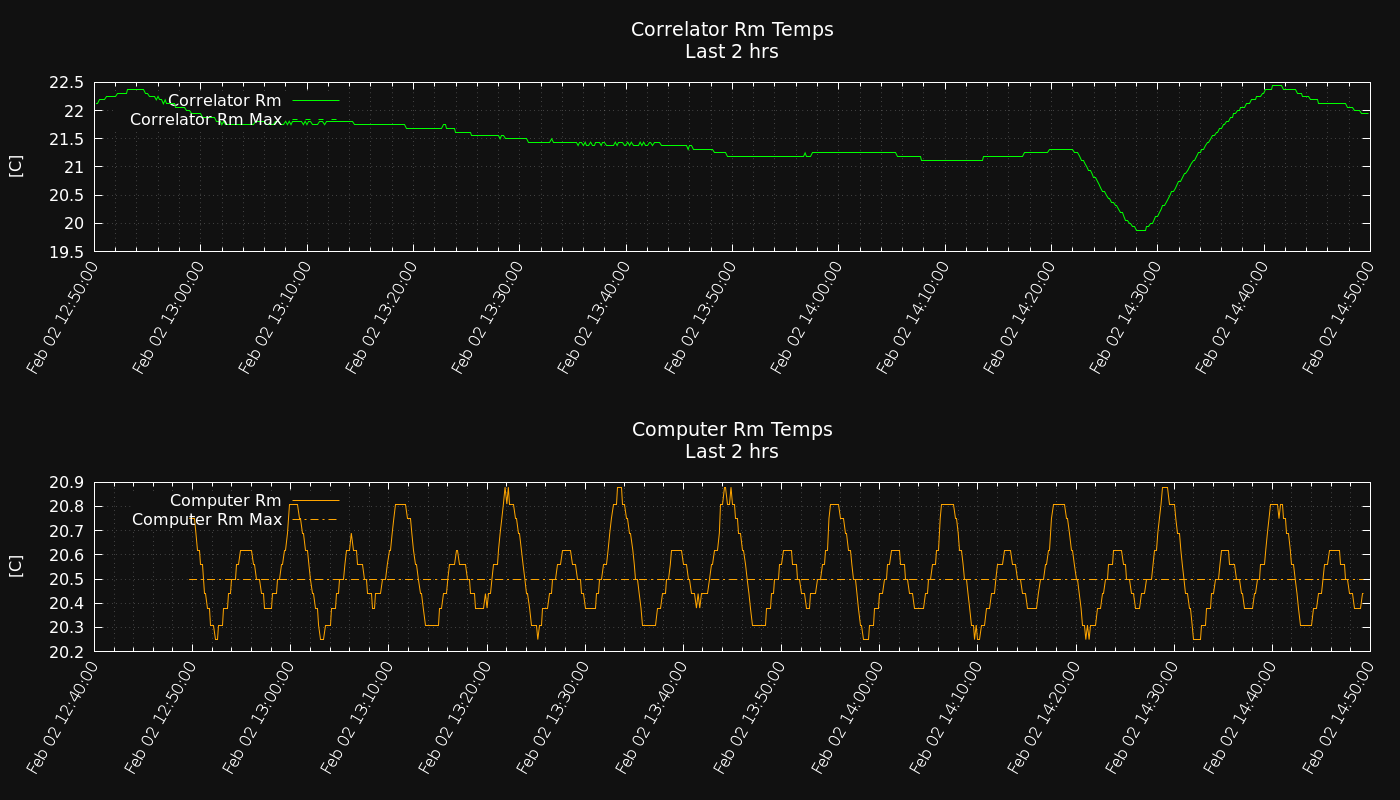 Correlator Rm Temps
Last 2 hrs
[C]
22.5
22
21.5
21
20.5
20
19.5
Correlator Rm
Correlator Rm Max
Feb 02 12:50:00
Feb 02 13:00:00
Feb 02 13:10:00
Feb 02 13:20:00
Feb 02 13:30:00
Feb 02 13:40:00
Feb 02 13:50:00
Feb 02 14:00:00
Feb 02 14:10:00
Feb 02 14:20:00
Feb 02 14:30:00
Feb 02 14:40:00
Feb 02 14:50:00
Computer Rm Temps
Last 2 hrs
[C]
20.9
20.8
20.7
20.6
20.5
20.4
20.3
20.2
Computer Rm
Computer Rm Max
Feb 02 12:40:00
Feb 02 12:50:00
Feb 02 13:00:00
Feb 02 13:10:00
Feb 02 13:20:00
Feb 02 13:30:00
Feb 02 13:40:00
Feb 02 13:50:00
Feb 02 14:00:00
Feb 02 14:10:00
Feb 02 14:20:00
Feb 02 14:30:00
Feb 02 14:40:00
Feb 02 14:50:00